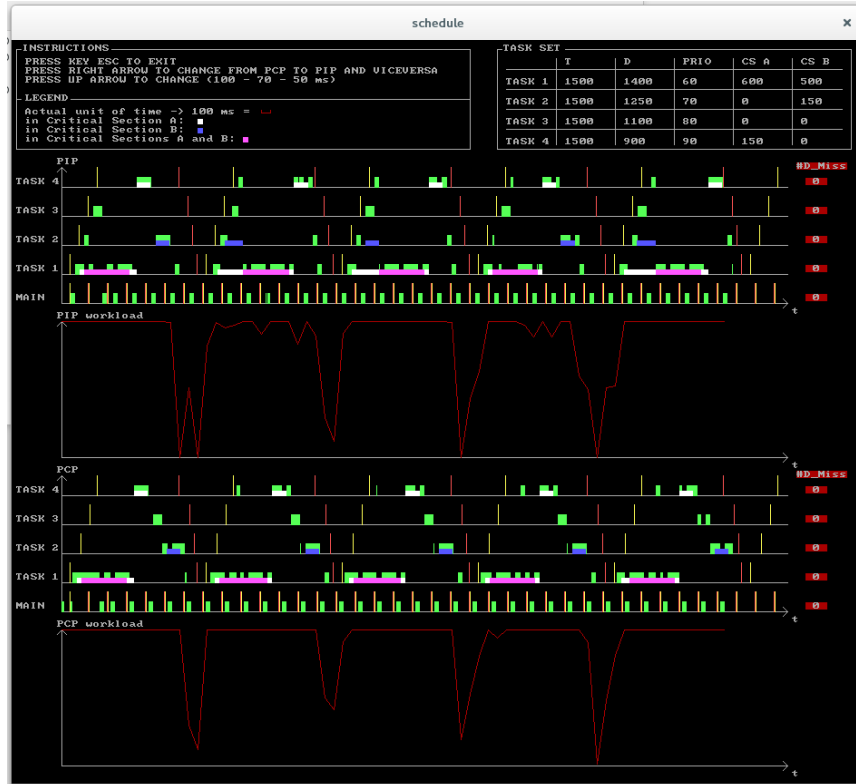 schedule ×
INSTRUCTIONS
PRESS KEY ESC TO EXIT
PRESS RIGHT ARROW TO CHANGE FROM PCP TO PIP AND VICEVERSA
PRESS UP ARROW TO CHANGE (100 - 70 - 50 ms)
LEGEND
Actual unit of time -> 100 ms =
in Critical Section A:
in Critical Section B:
in Critical Sections A and B:
TASK SET
T D PRIO CS A CS B
TASK 1 1500 1400 60 600 500
TASK 2 1500 1250 70 0 150
TASK 3 1500 1100 80 0 0
TASK 4 1500 900 90 150 0
PIP
#D_Miss
TASK 4 0
TASK 3 0
TASK 2 0
TASK 1 0
MAIN 0
t
PIP workload
t
PCP
#D_Miss
TASK 4 0
TASK 3 0
TASK 2 0
TASK 1 0
MAIN 0
t
PCP workload
t